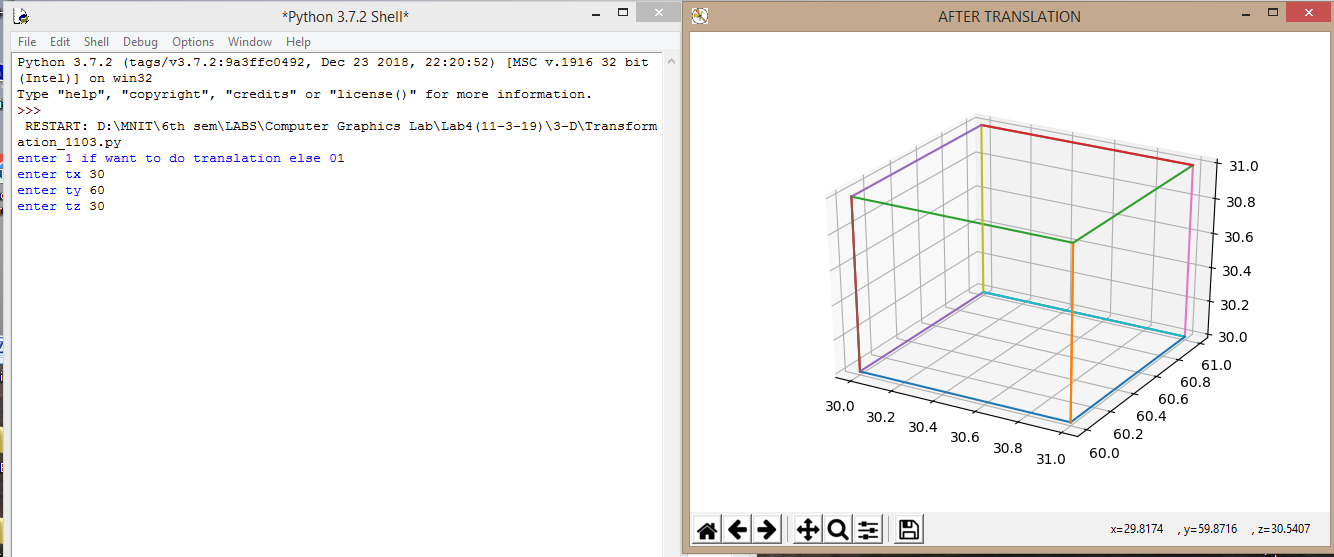 *Python 3.7.2 Shell*
File Edit Shell Debug Options Window Help
Python 3.7.2 (tags/v3.7.2:9a3ffc0492, Dec 23 2018, 22:20:52) [MSC v.1916 32 bit
(Intel)] on win32
Type "help", "copyright", "credits" or "license()" for more information.
>>>
RESTART: D:\MNIT\6th sem\LABS\Computer Graphics Lab\Lab4(11-3-19)\3-D\Transform
ation_1103.py
enter 1 if want to do translation else 01
enter tx 30
enter ty 60
enter tz 30
AFTER TRANSLATION
31.0
30.8
30.6
30.4
30.2
30.0
61.0
60.8
60.6
60.4
60.2
60.0
30.0
30.2
30.4
30.6
30.8
31.0
x=29.8174 , y=59.8716 , z=30.5407